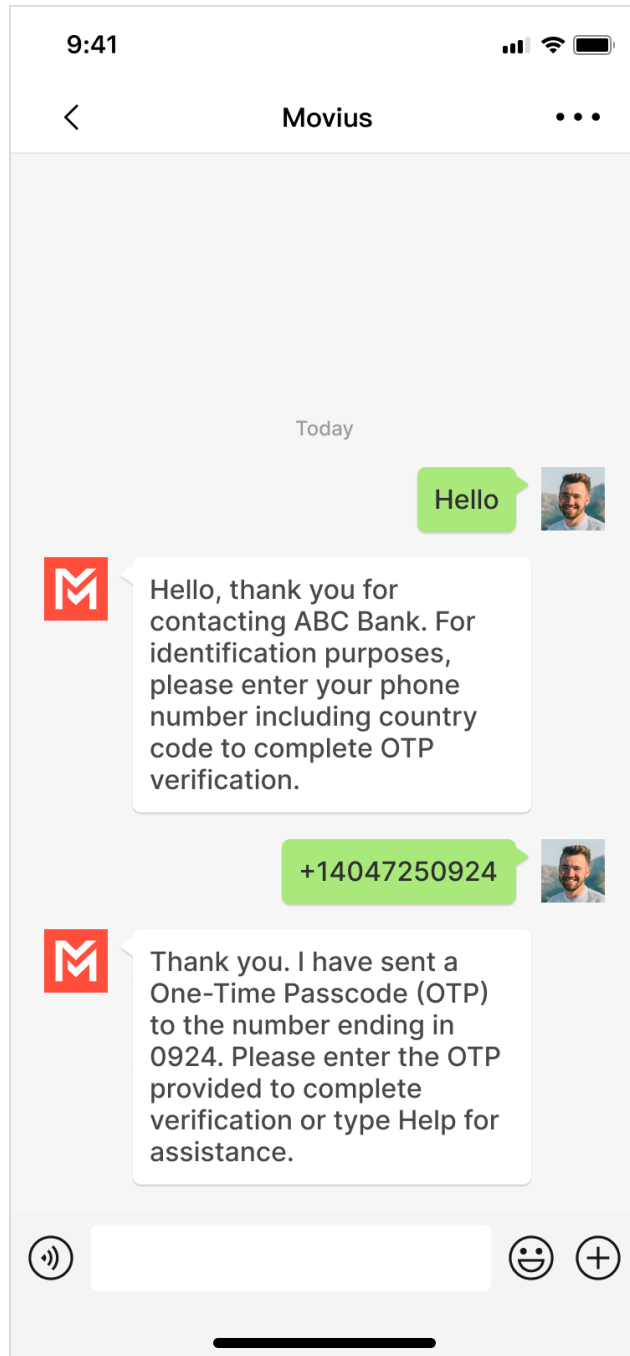 9:41
Movius
Today
Hello
Hello, thank you for
contacting ABC Bank. For
identification purposes,
please enter your phone
number including country
code to complete OTP
verification.
+14047250924
Thank you. I have sent a
One-Time Passcode (OTP)
to the number ending in
0924. Please enter the OTP
provided to complete
verification or type Help for
assistance.